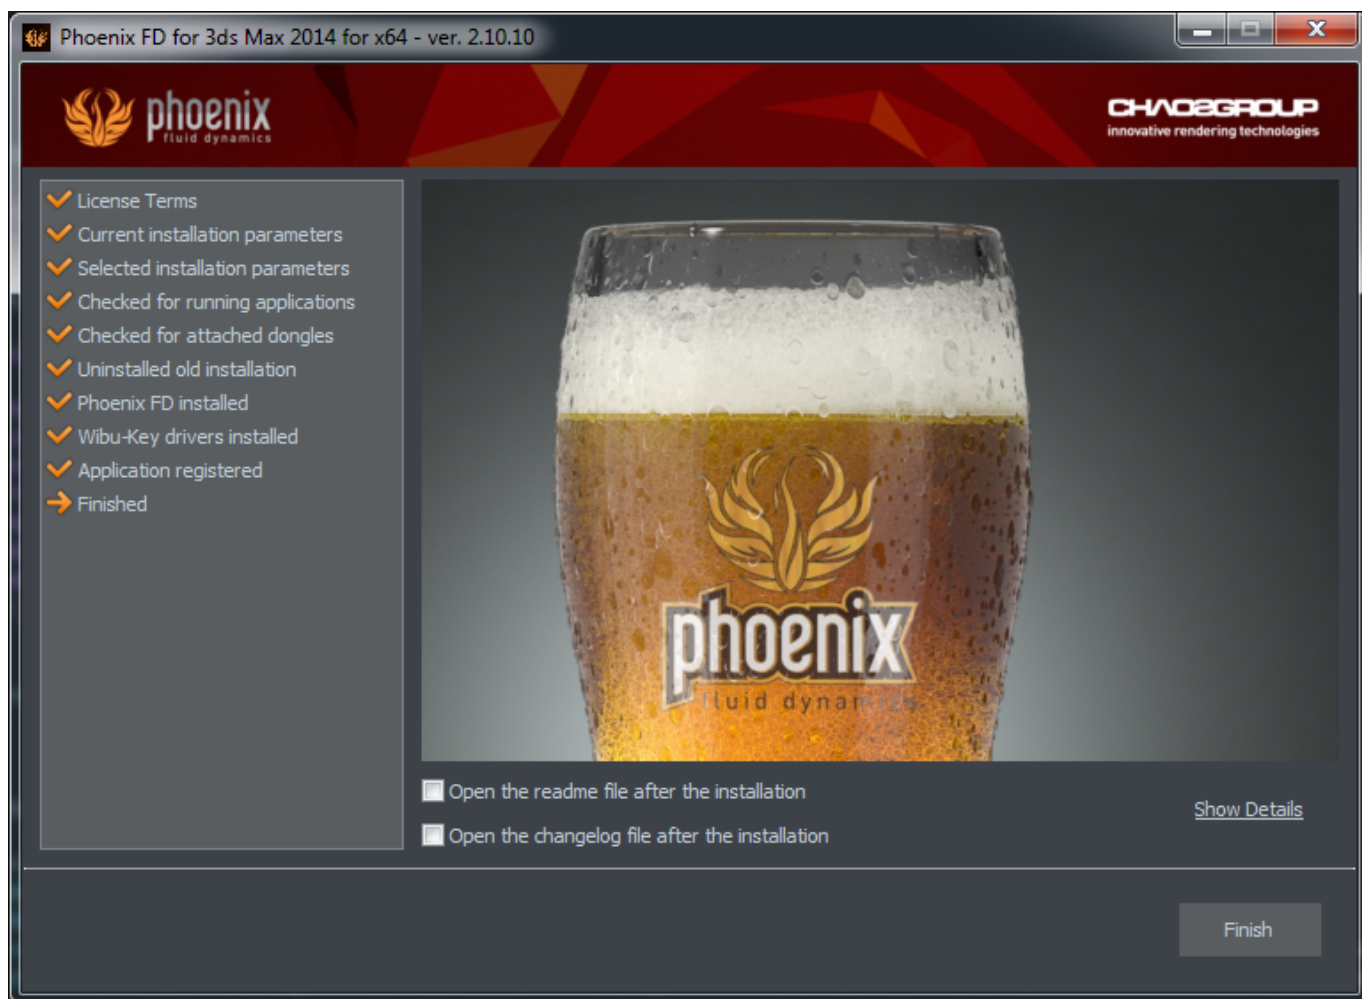 Phoenix FD for 3ds Max 2014 for x64 - ver. 2.10.10
phoenix
fluid dynamics
CHAOSGROUP
innovative rendering technologies
License Terms
Current installation parameters
Selected installation parameters
Checked for running applications
Checked for attached dongles
Uninstalled old installation
Phoenix FD installed
Wibu-Key drivers installed
Application registered
Finished
phoenix
fluid dynamics
Open the readme file after the installation
Open the changelog file after the installation
Show Details
Finish